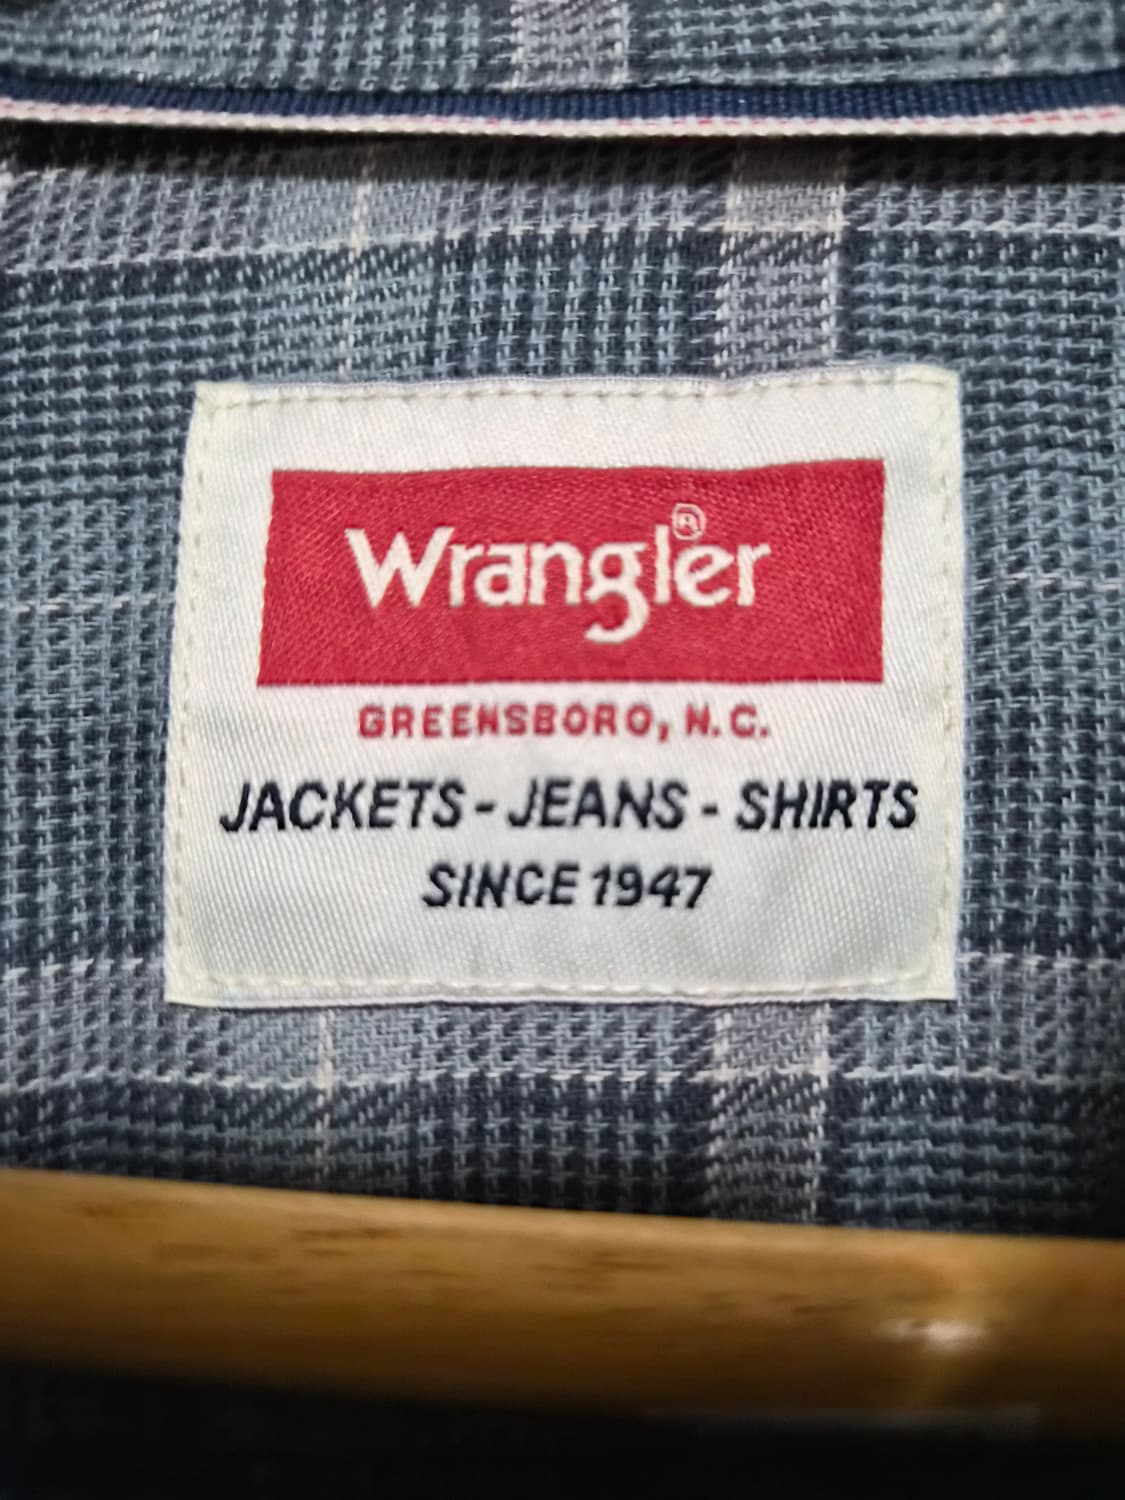 Wrangler®
GREENSBORO, N.C.
JACKETS - JEANS - SHIRTS
SINCE 1947